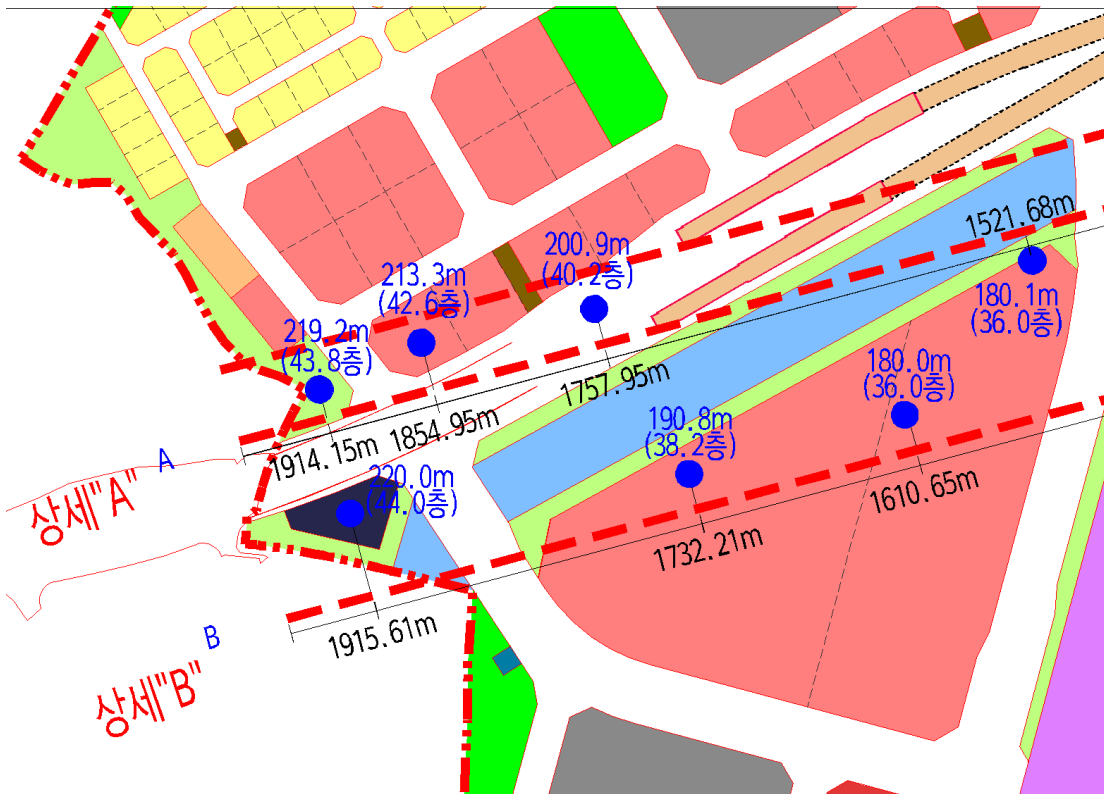 1521.68m
200.9m
(40.2층)
213.3m
(42.6층)
180.1m
(36.0층)
219.2m
(43.8층)
180.0m
(36.0층)
1757.95m
190.8m
(38.2층)
1914.15m
1854.95m
220.0m
(44.0층)
A
상세"A"
1610.65m
1732.21m
1915.61m
B
상세"B"